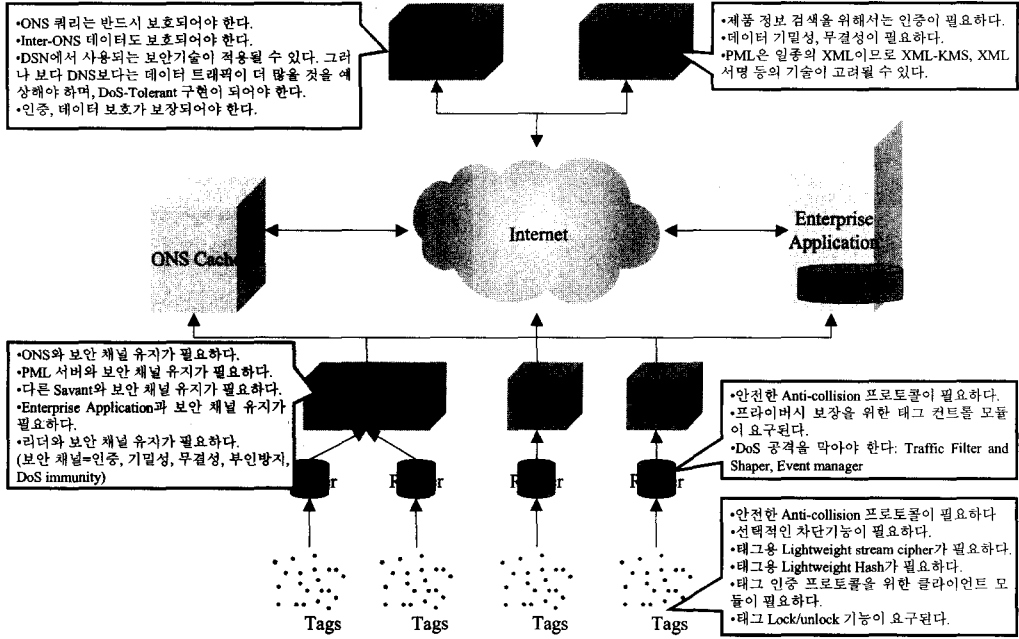 •ONS 쿼리는 반드시 보호되어야 한다.
•Inter-ONS 데이터도 보호되어야 한다.
•DSN에서 사용되는 보안기술이 적용될 수 있다. 그러
나 보다 DNS보다는 데이터 트래픽이 더 많을 것을 예
상해야 하며, DoS-Tolerant 구현이 되어야 한다.
•인증, 데이터 보호가 보장되어야 한다.
•제품 정보 검색을 위해서는 인증이 필요하다.
•데이터 기밀성, 무결성이 필요하다.
•PML은 일종의 XML이므로 XML-KMS, XML
서명 등의 기술이 고려될 수 있다.
ONS Cache
Internet
Enterprise
Application
•ONS와 보안 채널 유지가 필요하다.
•PML 서버와 보안 채널 유지가 필요하다.
•다른 Savant와 보안 채널 유지가 필요하다.
•Enterprise Application과 보안 채널 유지가
필요하다.
•리더와 보안 채널 유지가 필요하다.
(보안 채널=인증, 기밀성, 무결성, 부인방지,
DoS immunity)
•안전한 Anti-collision 프로토콜이 필요하다.
•프라이버시 보장을 위한 태그 컨트롤 모듈
이 요구된다.
•DoS 공격을 막아야 한다: Traffic Filter and
Shaper, Event manager
•안전한 Anti-collision 프로토콜이 필요하다
•선택적인 차단기능이 필요하다.
•태그용 Lightweight stream cipher가 필요하다.
•태그용 Lightweight Hash가 필요하다.
•태그 인증 프로토콜을 위한 클라이언트 모
듈이 필요하다.
•태그 Lock/unlock 기능이 요구된다.
Tags
Tags
Tags
Tags